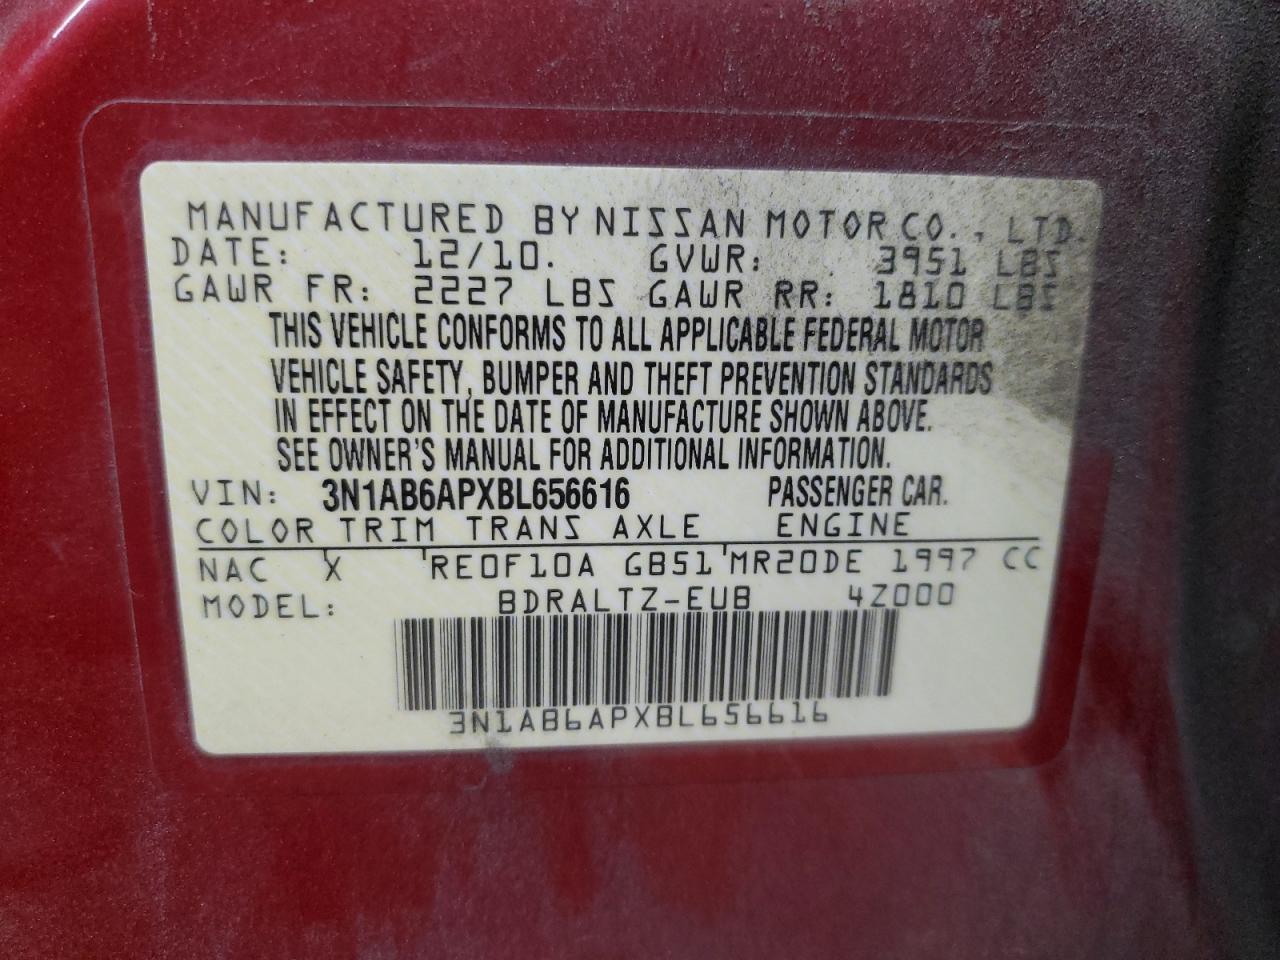 MANUFACTURED BY NISSAN MOTOR CO., LTD.
DATE: 12/10. GVWR: 3951 LBS
GAWR FR: 2227 LBS GAWR RR: 1810 LBS
THIS VEHICLE CONFORMS TO ALL APPLICABLE FEDERAL MOTOR
VEHICLE SAFETY, BUMPER AND THEFT PREVENTION STANDARDS
IN EFFECT ON THE DATE OF MANUFACTURE SHOWN ABOVE.
SEE OWNER'S MANUAL FOR ADDITIONAL INFORMATION.
VIN: 3N1AB6APXBL656616 PASSENGER CAR.
COLOR TRIM TRANS AXLE ENGINE
NAC X RE0F10A GB51 MR20DE 1997 CC
MODEL: BDRALTZ-EUB 4Z000
3N1AB6APXBL656616